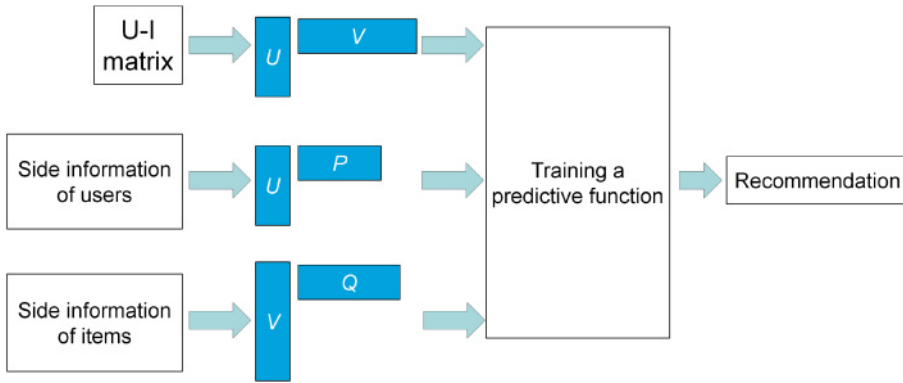 U-I
matrix
U
V
Side information
of users
U
P
Side information
of items
V
Q
Training a
predictive function
Recommendation